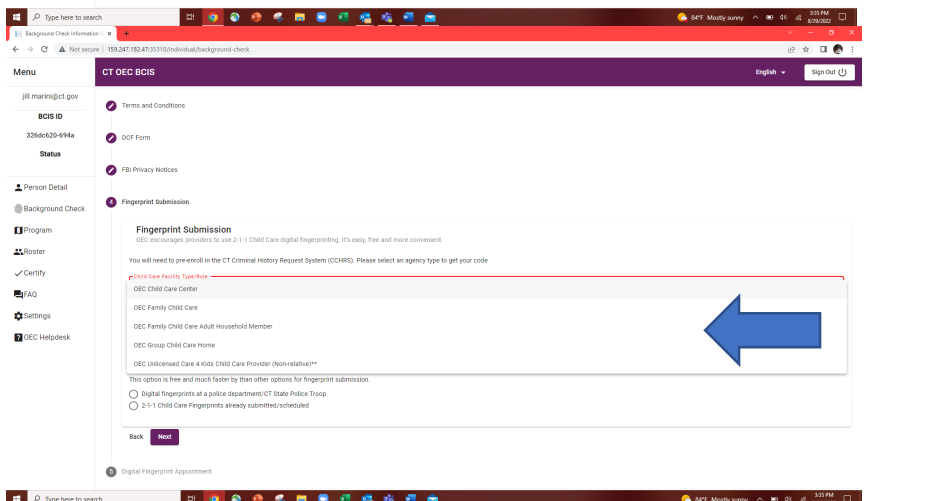 Type here to search
84°F Mostly sunny
3:35 PM
8/29/2022
Background Check Information S
Not secure | 159.247.182.47:35310/individual/background-check
Menu
CT OEC BCIS
English
Sign Out
jill.marini@ct.gov
BCIS ID
326dc620-694a
Status
Person Detail
Background Check
Program
Roster
Certify
FAQ
Settings
OEC Helpdesk
Terms and Conditions
DCF Form
FBI Privacy Notices
4 Fingerprint Submission
Fingerprint Submission
OEC encourages providers to use 2-1-1 Child Care digital fingerprinting. It's easy, free and more convenient.
You will need to pre-enroll in the CT Criminal History Request System (CCHRS). Please select an agency type to get your code
Child Care Facility Type/Role
OEC Child Care Center
OEC Family Child Care
OEC Family Child Care Adult Household Member
OEC Group Child Care Home
OEC Unlicensed Care 4 Kids Child Care Provider (Non-relative)**
This option is free and much faster by than other options for fingerprint submission.
Digital fingerprints at a police department/CT State Police Troop
2-1-1 Child Care Fingerprints already submitted/scheduled
Back
Next
5 Digital Fingerprint Appointment
Type here to search
84°F Mostly sunny
3:35 PM